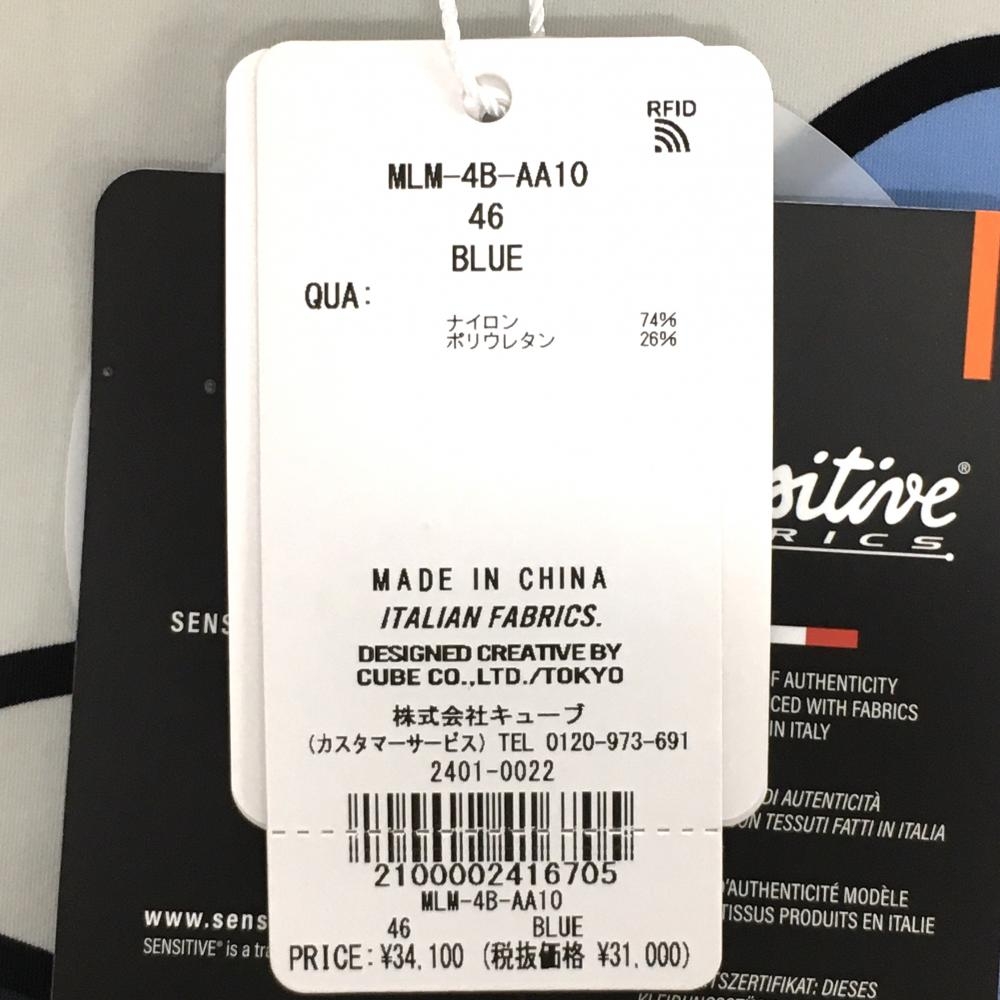 RFID
MLM-4B-AA10
46
BLUE
QUA:
ナイロン 74%
ポリウレタン 26%
MADE IN CHINA
ITALIAN FABRICS.
DESIGNED CREATIVE BY
CUBE CO.,LTD./TOKYO
株式会社キューブ
(カスタマーサービス) TEL 0120-973-691
2401-0022
2100002416705
MLM-4B-AA10
46 BLUE
PRICE:¥34,100 (税抜価格 ¥31,000)
SENS
www.sens
SENSITIVE® is a tra
sitive®
RICS
F AUTHENTICITY
CED WITH FABRICS
IN ITALY
DI AUTENTICITÀ
ON TESSUTI FATTI IN ITALIA
'AUTHENTICITÉ MODÈLE
TISSUS PRODUITS EN ITALIE
TSZERTIFIKAT: DIESES